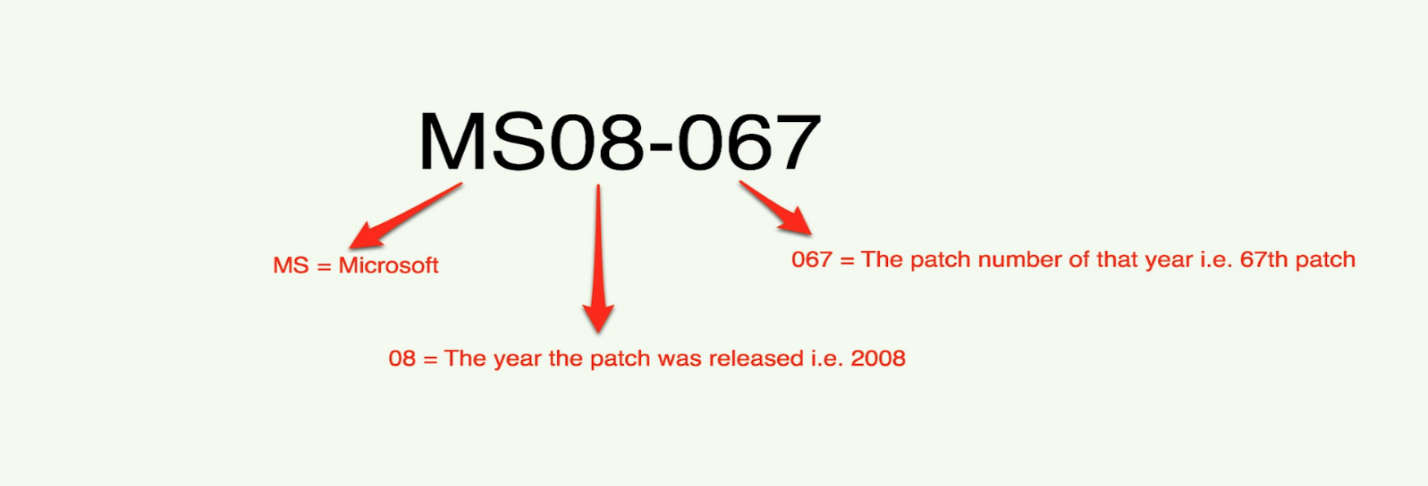 MS08-067
MS = Microsoft
067 = The patch number of that year i.e. 67th patch
08 = The year the patch was released i.e. 2008